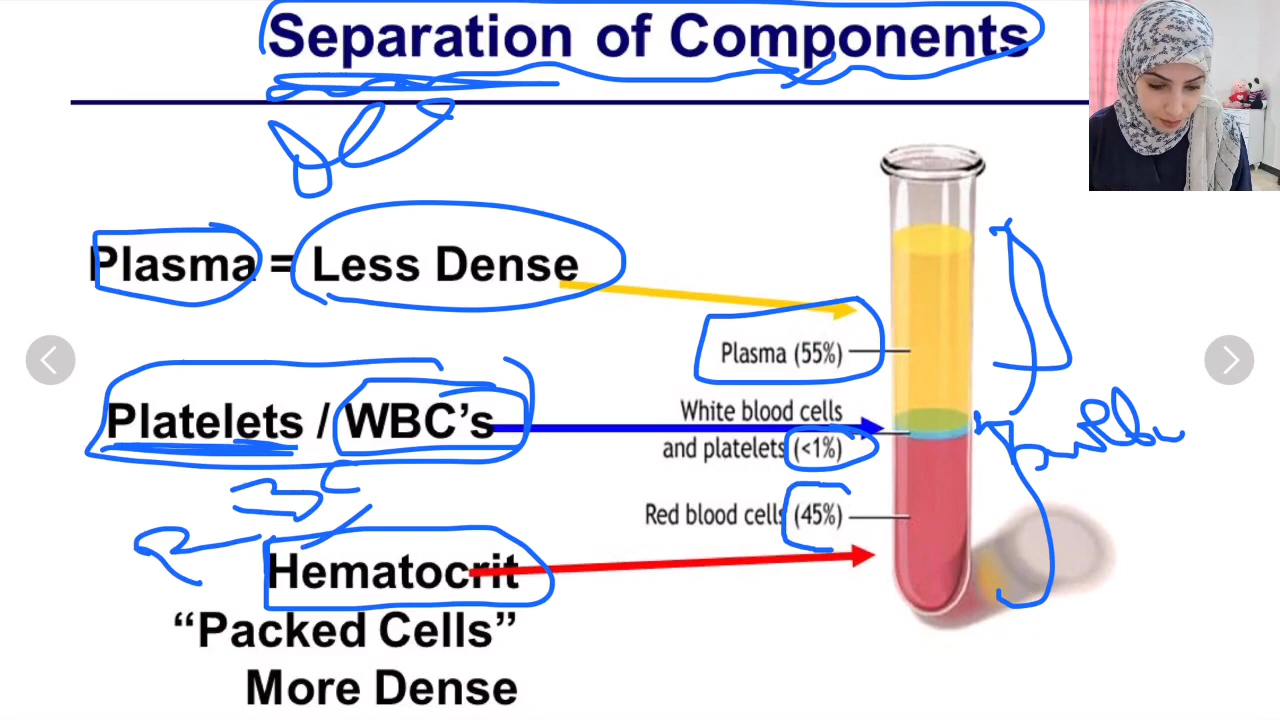 Separation of Components
Plasma = Less Dense
Plasma (55%)
White blood cells
and platelets (<1%)
Platelets / WBC's
Red blood cells (45%)
Hematocrit
“Packed Cells”
More Dense